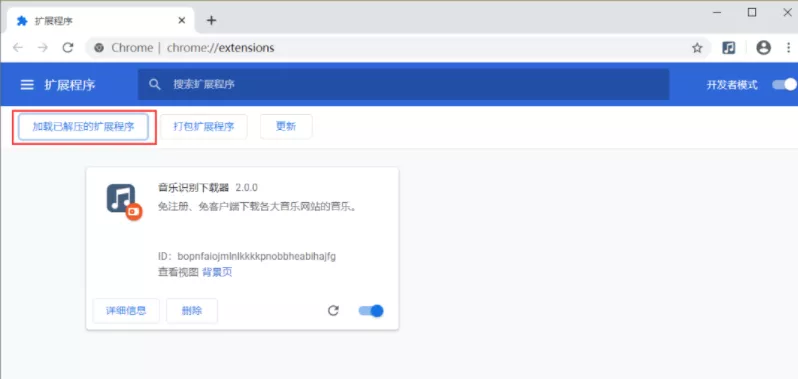 扩展程序
Chrome | chrome://extensions
扩展程序
搜索扩展程序
开发者模式
加载已解压的扩展程序
打包扩展程序
更新
音乐识别下载器 2.0.0
免注册、免客户端下载各大音乐网站的音乐。
ID：bopnfaiojmlnlkkkkpnobbheabihajfg
查看视图 背景页
详细信息
删除